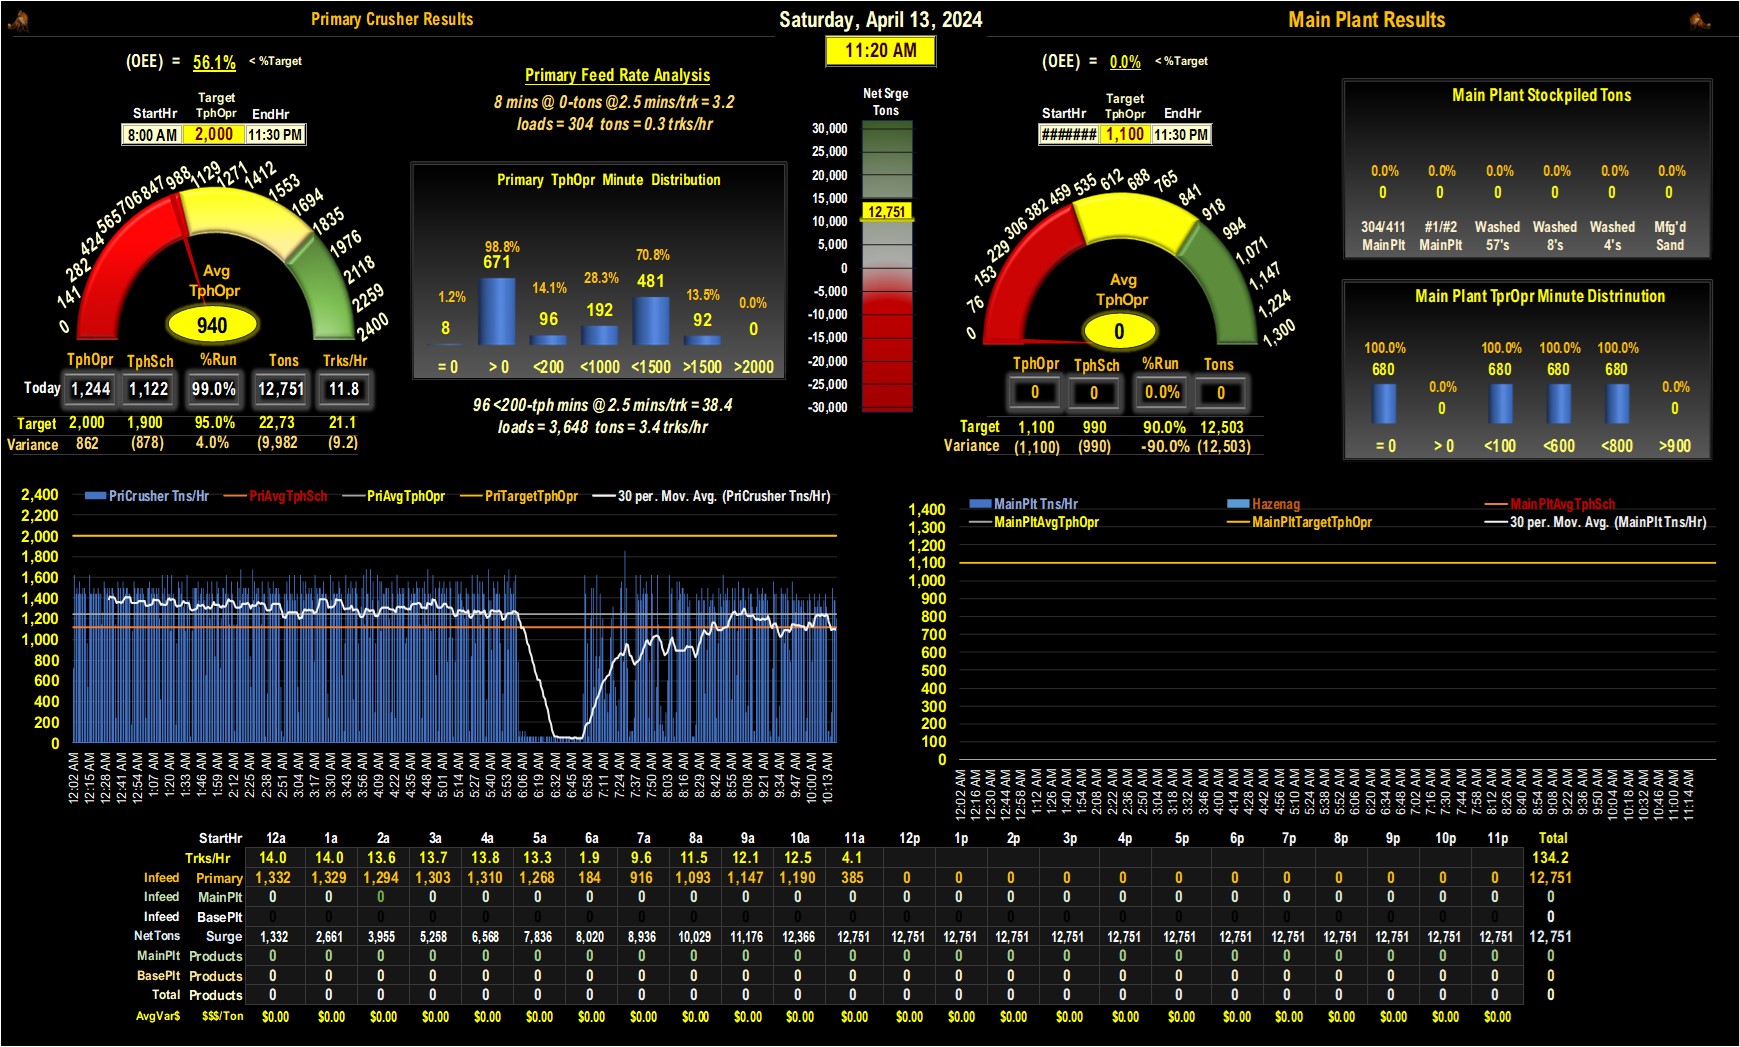 Primary Crusher Results
Saturday, April 13, 2024
Main Plant Results
11:20 AM
(OEE) = 56.1% < %Target
Target
StartHr TphOpr EndHr
8:00 AM 2,000 11:30 PM
0 141 282 424 565 706 847 988 1129 1271 1412 1553 1694 1835 1976 2118 2259 2400
Avg
TphOpr
940
TphOpr TphSch %Run Tons Trks/Hr
Today 1,244 1,122 99.0% 12,751 11.8
Target 2,000 1,900 95.0% 22,73 21.1
Variance 862 (878) 4.0% (9,982 (9.2)
Primary Feed Rate Analysis
8 mins @ 0-tons @2.5 mins/trk = 3.2
loads = 304 tons = 0.3 trks/hr
Primary TphOpr Minute Distribution
1.2% 98.8% 14.1% 28.3% 70.8% 13.5% 0.0%
8 671 96 192 481 92 0
= 0 > 0 <200 <1000 <1500 >1500 >2000
96 <200-tph mins @ 2.5 mins/trk = 38.4
loads = 3,648 tons = 3.4 trks/hr
Net Srge
Tons
30,000
25,000
20,000
15,000
12,751
10,000
5,000
0
-5,000
-10,000
-15,000
-20,000
-25,000
-30,000
(OEE) = 0.0% < %Target
Target
StartHr TphOpr EndHr
####### 1,100 11:30 PM
0 76 153 229 306 382 459 535 612 688 765 841 918 994 1,071 1,147 1,224 1,300
Avg
TphOpr
0
TphOpr TphSch %Run Tons
0 0 0.0% 0
Target 1,100 990 90.0% 12,503
Variance (1,100) (990) -90.0% (12,503)
Main Plant Stockpiled Tons
0.0% 0.0% 0.0% 0.0% 0.0% 0.0%
0 0 0 0 0 0
304/411 #1/#2 Washed Washed Washed Mfg'd
MainPlt MainPlt 57's 8's 4's Sand
Main Plant TprOpr Minute Distrinution
100.0% 0.0% 100.0% 100.0% 100.0% 0.0%
680 0 680 680 680 0
= 0 > 0 <100 <600 <800 >900
PriCrusher Tns/Hr PriAvgTphSch PriAvgTphOpr PriTargetTphOpr 30 per. Mov. Avg. (PriCrusher Tns/Hr)
2,400
2,200
2,000
1,800
1,600
1,400
1,200
1,000
800
600
400
200
0
12:02 AM 12:15 AM 12:28 AM 12:41 AM 12:54 AM 1:07 AM 1:20 AM 1:33 AM 1:46 AM 1:59 AM 2:12 AM 2:25 AM 2:38 AM 2:51 AM 3:04 AM 3:17 AM 3:30 AM 3:43 AM 3:56 AM 4:09 AM 4:22 AM 4:35 AM 4:48 AM 5:01 AM 5:14 AM 5:27 AM 5:40 AM 5:53 AM 6:06 AM 6:19 AM 6:32 AM 6:45 AM 6:58 AM 7:11 AM 7:24 AM 7:37 AM 7:50 AM 8:03 AM 8:16 AM 8:29 AM 8:42 AM 8:55 AM 9:08 AM 9:21 AM 9:34 AM 9:47 AM 10:00 AM 10:13 AM
MainPlt Tns/Hr Hazenag MainPltAvgTphSch
MainPltAvgTphOpr MainPltTargetTphOpr 30 per. Mov. Avg. (MainPlt Tns/Hr)
1,400
1,300
1,200
1,100
1,000
900
800
700
600
500
400
300
200
100
0
12:02 AM 12:16 AM 12:30 AM 12:44 AM 12:58 AM 1:12 AM 1:26 AM 1:40 AM 1:54 AM 2:08 AM 2:22 AM 2:36 AM 2:50 AM 3:04 AM 3:18 AM 3:32 AM 3:46 AM 4:00 AM 4:14 AM 4:28 AM 4:42 AM 4:56 AM 5:10 AM 5:24 AM 5:38 AM 5:52 AM 6:06 AM 6:20 AM 6:34 AM 6:48 AM 7:02 AM 7:16 AM 7:30 AM 7:44 AM 7:58 AM 8:12 AM 8:26 AM 8:40 AM 8:54 AM 9:08 AM 9:22 AM 9:36 AM 9:50 AM 10:04 AM 10:18 AM 10:32 AM 10:46 AM 11:00 AM 11:14 AM
StartHr 12a 1a 2a 3a 4a 5a 6a 7a 8a 9a 10a 11a 12p 1p 2p 3p 4p 5p 6p 7p 8p 9p 10p 11p Total
Trks/Hr 14.0 14.0 13.6 13.7 13.8 13.3 1.9 9.6 11.5 12.1 12.5 4.1 134.2
Infeed Primary 1,332 1,329 1,294 1,303 1,310 1,268 184 916 1,093 1,147 1,190 385 0 0 0 0 0 0 0 0 0 0 0 0 12,751
Infeed MainPlt 0 0 0 0 0 0 0 0 0 0 0 0 0 0 0 0 0 0 0 0 0 0 0 0 0
Infeed BasePlt 0 0 0 0 0 0 0 0 0 0 0 0 0 0 0 0 0 0 0 0 0 0 0 0 0
NetTons Surge 1,332 2,661 3,955 5,258 6,568 7,836 8,020 8,936 10,029 11,176 12,366 12,751 12,751 12,751 12,751 12,751 12,751 12,751 12,751 12,751 12,751 12,751 12,751 12,751 12,751
MainPlt Products 0 0 0 0 0 0 0 0 0 0 0 0 0 0 0 0 0 0 0 0 0 0 0 0 0
BasePlt Products 0 0 0 0 0 0 0 0 0 0 0 0 0 0 0 0 0 0 0 0 0 0 0 0 0
Total Products 0 0 0 0 0 0 0 0 0 0 0 0 0 0 0 0 0 0 0 0 0 0 0 0 0
AvgVar$ $$$/Ton $0.00 $0.00 $0.00 $0.00 $0.00 $0.00 $0.00 $0.00 $0.00 $0.00 $0.00 $0.00 $0.00 $0.00 $0.00 $0.00 $0.00 $0.00 $0.00 $0.00 $0.00 $0.00 $0.00 $0.00